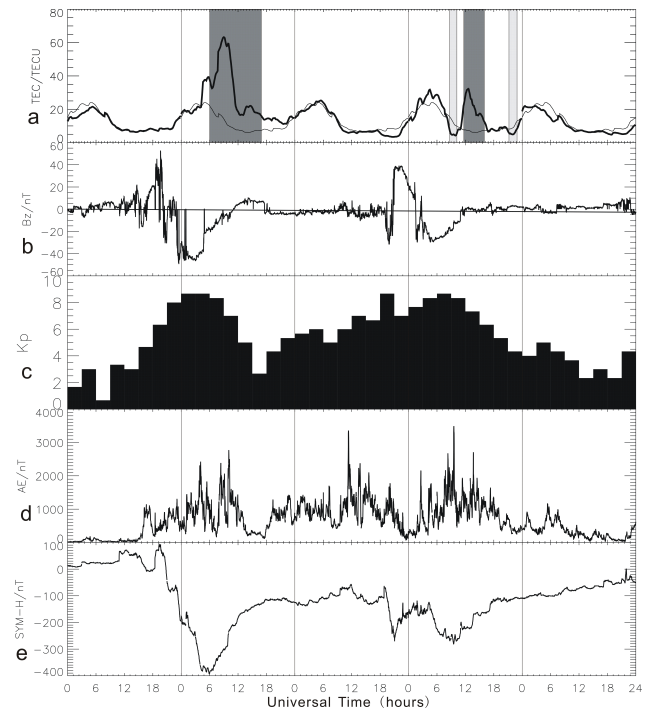 80
60
40
20
0
TEC/TECU
a
60
40
20
0
−20
−40
−60
Bz/nT
b
10
8
6
4
2
0
Kp
c
4000
3000
2000
1000
0
AE/nT
d
100
0
−100
−200
−300
−400
SYM−H/nT
e
0 6 12 18 0 6 12 18 0 6 12 18 0 6 12 18 0 6 12 18 24
Universal Time (hours)